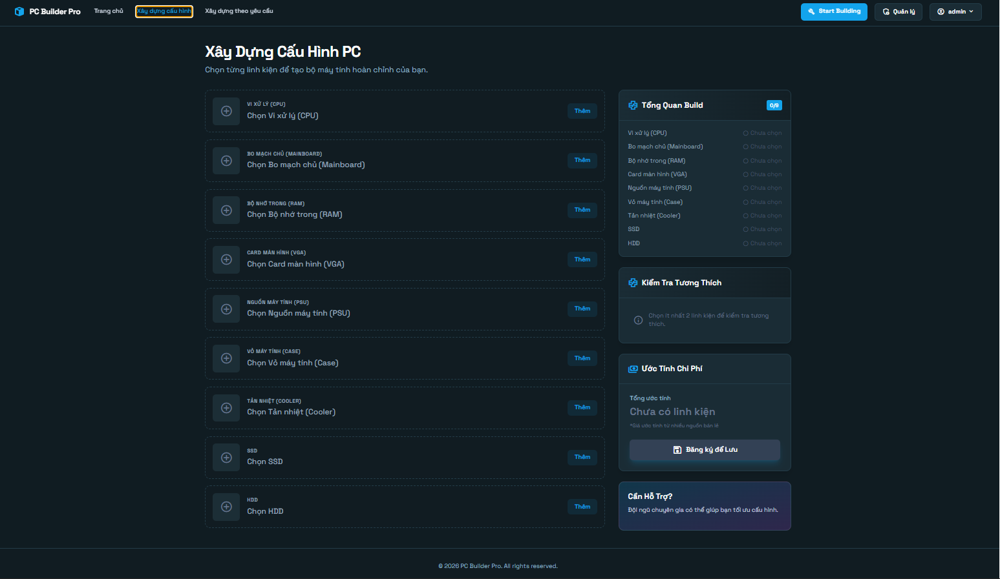 PC Builder Pro
Trang chủ
Xây dựng cấu hình
Xây dựng theo yêu cầu
Start Building
Quản lý
admin
Xây Dựng Cấu Hình PC
Chọn từng linh kiện để tạo bộ máy tính hoàn chỉnh của bạn.
VI XỬ LÝ (CPU)
Chọn Vi xử lý (CPU)
Thêm
BO MẠCH CHỦ (MAINBOARD)
Chọn Bo mạch chủ (Mainboard)
Thêm
BỘ NHỚ TRONG (RAM)
Chọn Bộ nhớ trong (RAM)
Thêm
CARD MÀN HÌNH (VGA)
Chọn Card màn hình (VGA)
Thêm
NGUỒN MÁY TÍNH (PSU)
Chọn Nguồn máy tính (PSU)
Thêm
VỎ MÁY TÍNH (CASE)
Chọn Vỏ máy tính (Case)
Thêm
TẢN NHIỆT (COOLER)
Chọn Tản nhiệt (Cooler)
Thêm
SSD
Chọn SSD
Thêm
HDD
Chọn HDD
Thêm
Tổng Quan Build
0/9
Vi xử lý (CPU) Chưa chọn
Bo mạch chủ (Mainboard) Chưa chọn
Bộ nhớ trong (RAM) Chưa chọn
Card màn hình (VGA) Chưa chọn
Nguồn máy tính (PSU) Chưa chọn
Vỏ máy tính (Case) Chưa chọn
Tản nhiệt (Cooler) Chưa chọn
SSD Chưa chọn
HDD Chưa chọn
Kiểm Tra Tương Thích
Chọn ít nhất 2 linh kiện để kiểm tra tương
thích.
Ước Tính Chi Phí
Tổng ước tính
Chưa có linh kiện
*Giá ước tính từ nhiều nguồn bán lẻ
Đăng ký để Lưu
Cần Hỗ Trợ?
Đội ngũ chuyên gia có thể giúp bạn tối ưu cấu hình.
© 2026 PC Builder Pro. All rights reserved.